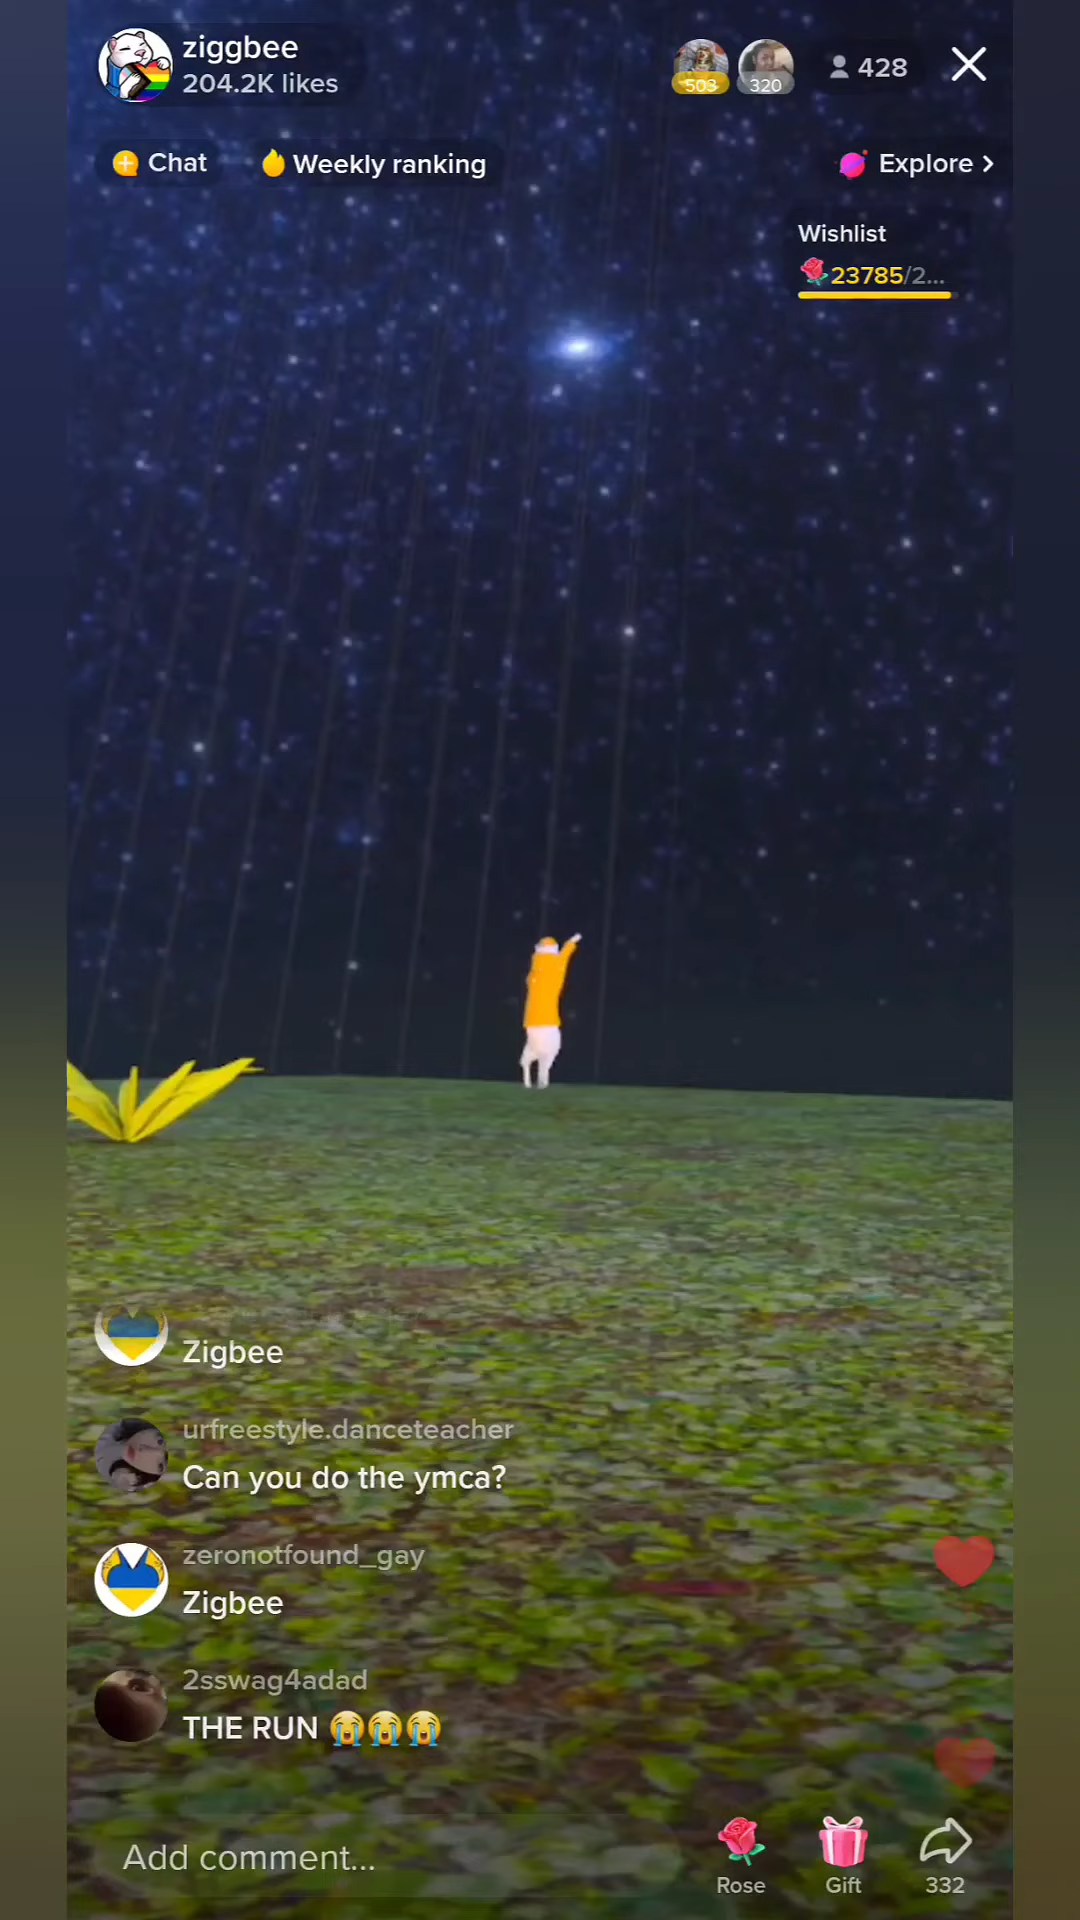 ziggbee
204.2K likes
503
320
428
Chat
Weekly ranking
Explore
Wishlist
23785/2...
Zigbee
urfreestyle.danceteacher
Can you do the ymca?
zeronotfound_gay
Zigbee
2sswag4adad
THE RUN 😭😭😭
Add comment...
Rose
Gift
332